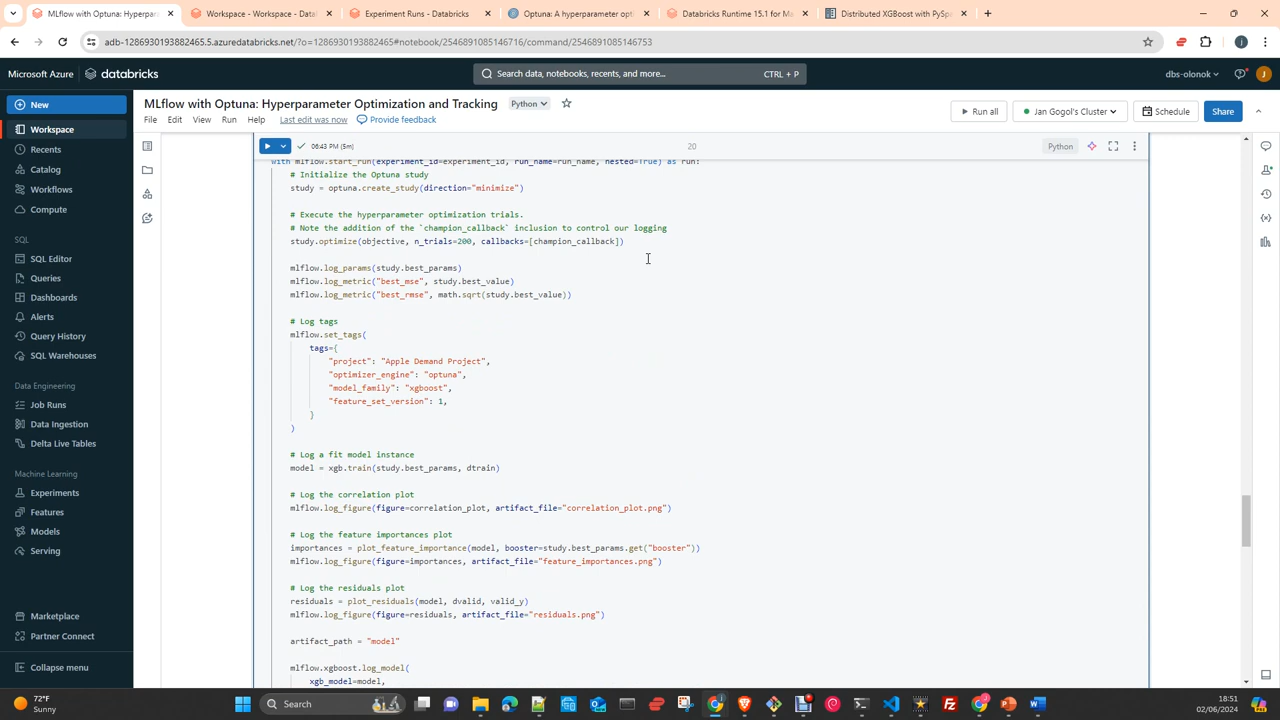 MLflow with Optuna: Hyperpara
Workspace - Workspace - Datab
Experiment Runs - Databricks
Optuna: A hyperparameter opti
Databricks Runtime 15.1 for Ma
Distributed XGBoost with PySp
adb-1286930193882465.5.azuredatabricks.net/?o=1286930193882465#notebook/2546891085146716/command/2546891085146753
Microsoft Azure
databricks
Search data, notebooks, recents, and more...
CTRL + P
dbs-olonok
J
New
Workspace
Recents
Catalog
Workflows
Compute
SQL
SQL Editor
Queries
Dashboards
Alerts
Query History
SQL Warehouses
Data Engineering
Job Runs
Data Ingestion
Delta Live Tables
Machine Learning
Experiments
Features
Models
Serving
Marketplace
Partner Connect
Collapse menu
MLflow with Optuna: Hyperparameter Optimization and Tracking
Python
File Edit View Run Help Last edit was now Provide feedback
Run all
Jan Gogol's Cluster
Schedule
Share
06:43 PM (5m)
20
Python
with mlflow.start_run(experiment_id=experiment_id, run_name=run_name, nested=True) as run:
# Initialize the Optuna study
study = optuna.create_study(direction="minimize")
# Execute the hyperparameter optimization trials.
# Note the addition of the `champion_callback` inclusion to control our logging
study.optimize(objective, n_trials=200, callbacks=[champion_callback])
mlflow.log_params(study.best_params)
mlflow.log_metric("best_mse", study.best_value)
mlflow.log_metric("best_rmse", math.sqrt(study.best_value))
# Log tags
mlflow.set_tags(
tags={
"project": "Apple Demand Project",
"optimizer_engine": "optuna",
"model_family": "xgboost",
"feature_set_version": 1,
}
)
# Log a fit model instance
model = xgb.train(study.best_params, dtrain)
# Log the correlation plot
mlflow.log_figure(figure=correlation_plot, artifact_file="correlation_plot.png")
# Log the feature importances plot
importances = plot_feature_importance(model, booster=study.best_params.get("booster"))
mlflow.log_figure(figure=importances, artifact_file="feature_importances.png")
# Log the residuals plot
residuals = plot_residuals(model, dvalid, valid_y)
mlflow.log_figure(figure=residuals, artifact_file="residuals.png")
artifact_path = "model"
mlflow.xgboost.log_model(
xgb_model=model,
72°F
Sunny
Search
18:51
02/06/2024